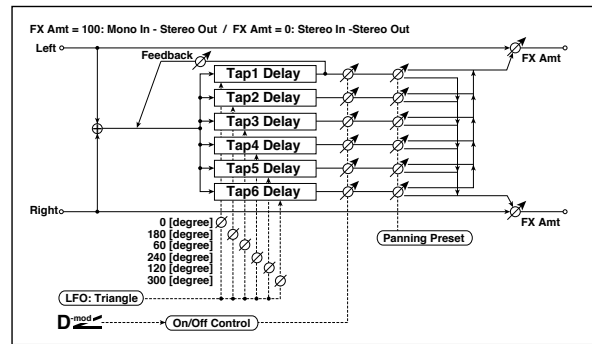 FX Amt = 100: Mono In - Stereo Out / FX Amt = 0: Stereo In -Stereo Out
Left
Feedback
FX Amt
Tap1 Delay
Tap2 Delay
Tap3 Delay
Tap4 Delay
Tap5 Delay
Tap6 Delay
Right
FX Amt
0 [degree]
180 [degree]
60 [degree]
240 [degree]
120 [degree]
300 [degree]
Panning Preset
LFO: Triangle
D-mod
On/Off Control